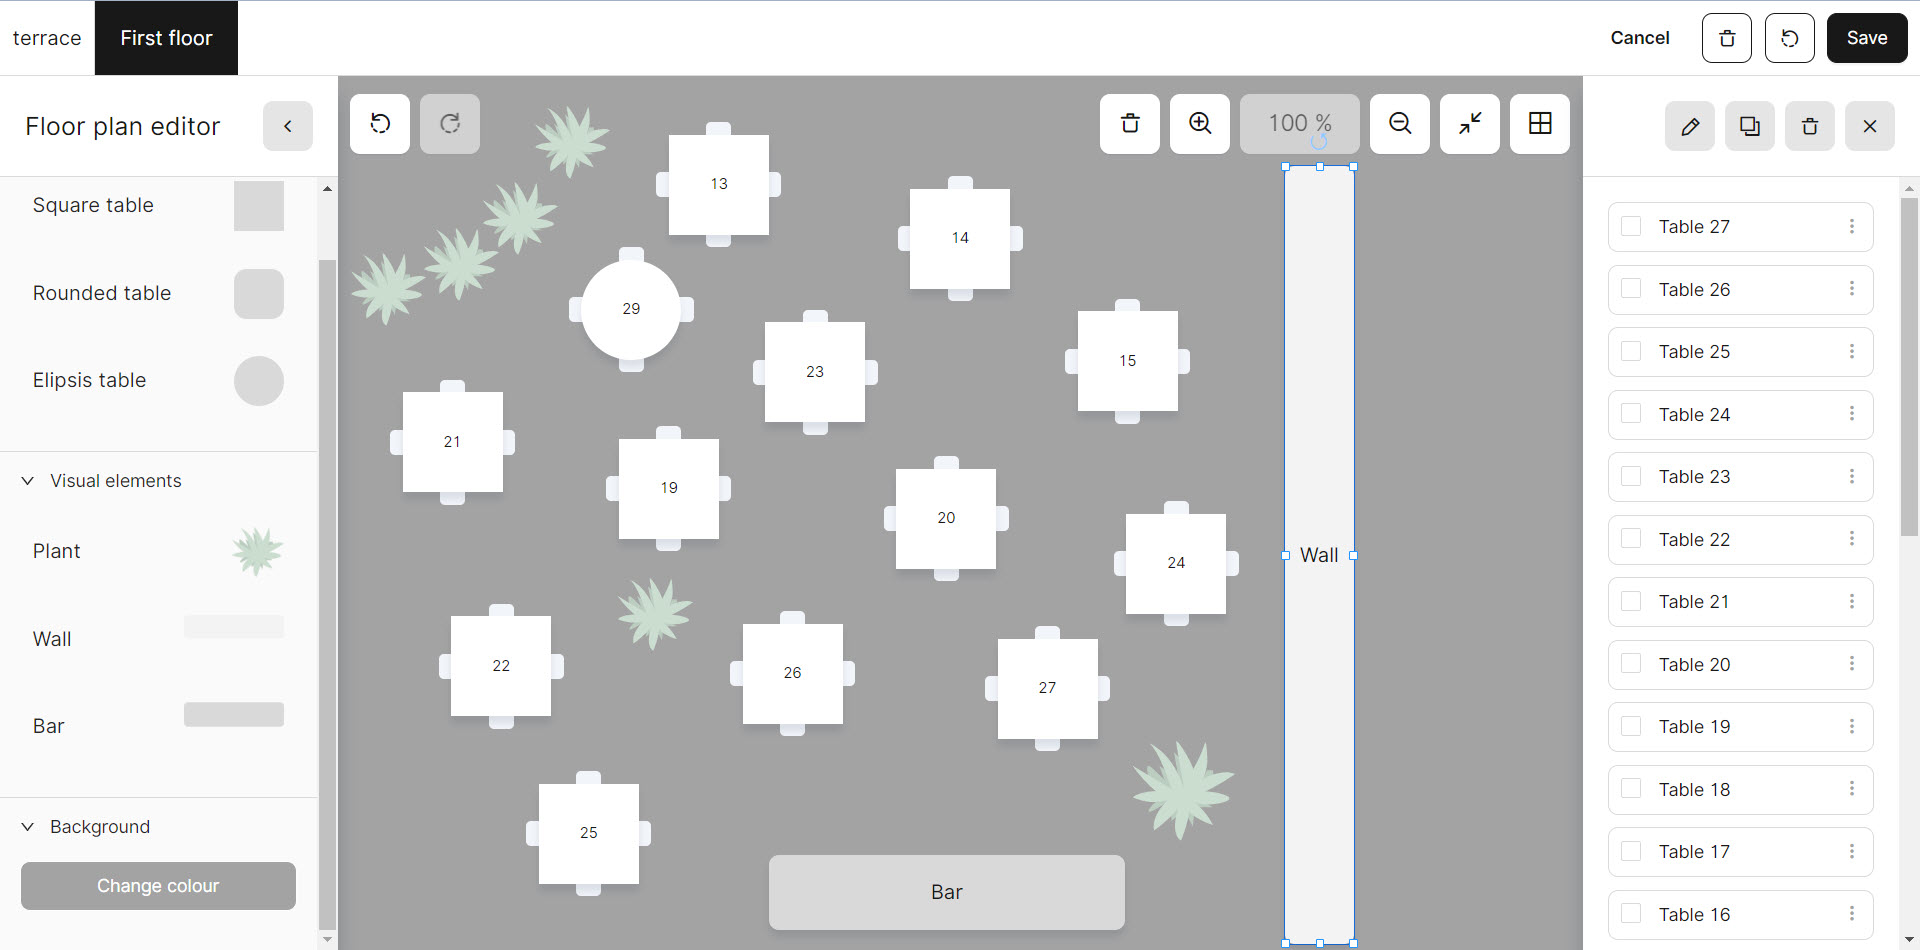 terrace
First floor
Cancel
Save
Floor plan editor
Square table
Rounded table
Elipsis table
Visual elements
Plant
Wall
Bar
Background
Change colour
100 %
13
14
29
15
23
21
19
20
24
Wall
22
26
27
25
Bar
Table 27
Table 26
Table 25
Table 24
Table 23
Table 22
Table 21
Table 20
Table 19
Table 18
Table 17
Table 16